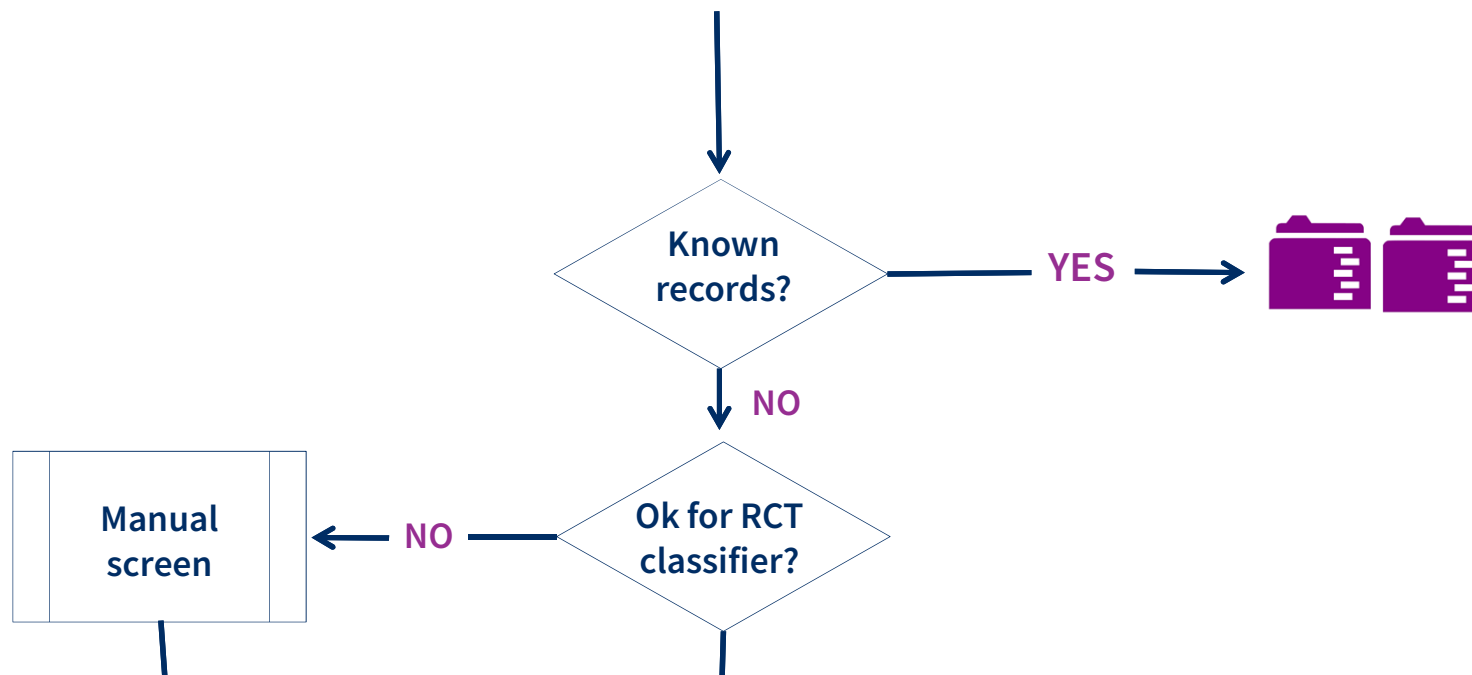 Known
records?
YES
NO
Manual
screen
NO
Ok for RCT
classifier?